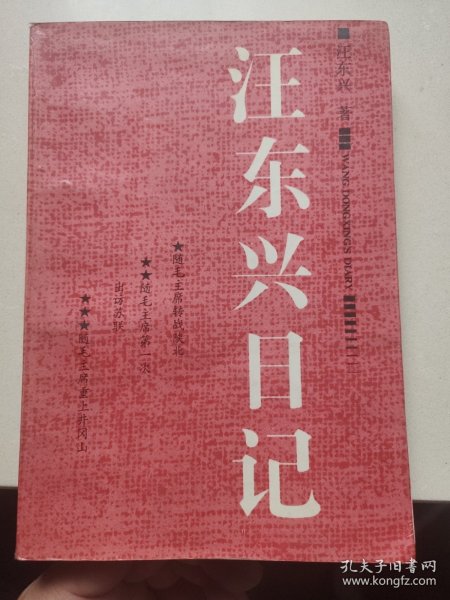 汪东兴 著
WANG DONGXING'S DIARY
汪东兴日记
★随毛主席转战陕北
★★随毛主席第一次
出访苏联
★★★随毛主席重上井冈山
孔夫子旧书网
www.kongfz.com